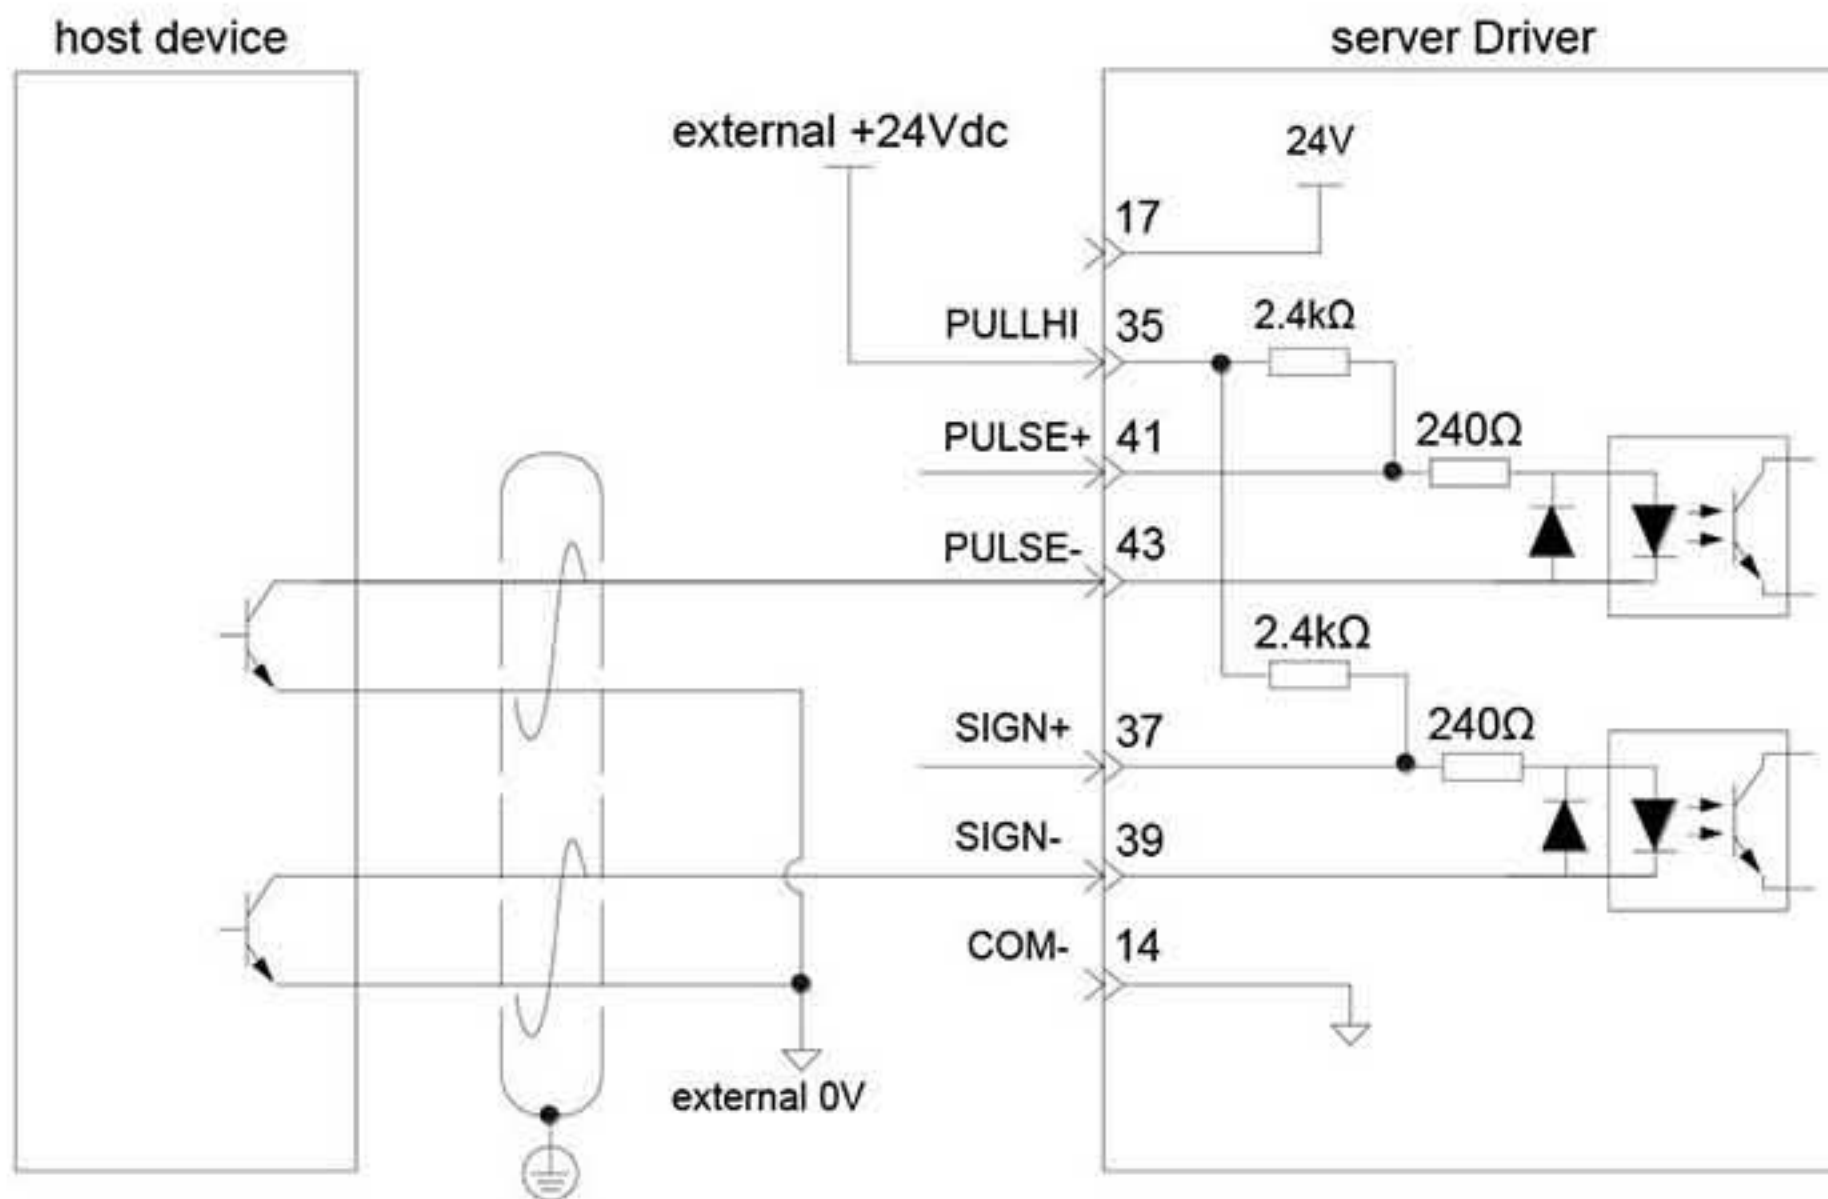 host device
server Driver
external +24Vdc
24V
17
PULLHI 35
2.4kΩ
PULSE+ 41
240Ω
PULSE- 43
2.4kΩ
SIGN+ 37
240Ω
SIGN- 39
COM- 14
external 0V